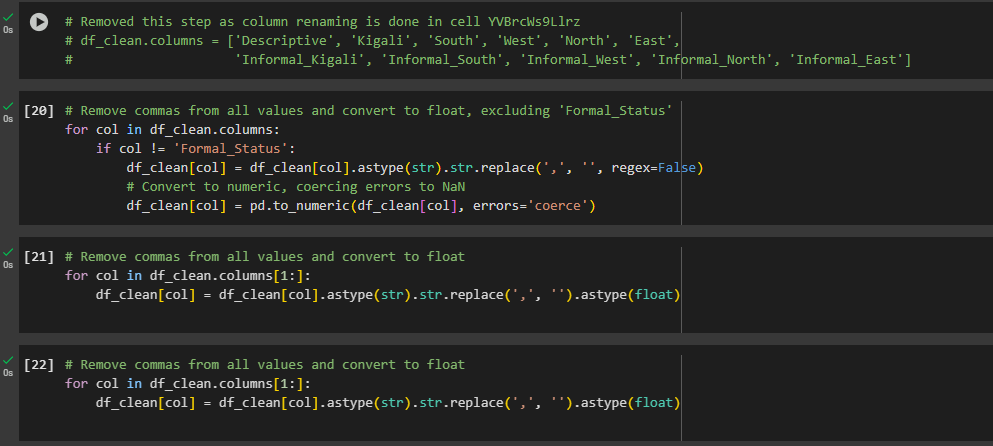 0s
# Removed this step as column renaming is done in cell YVBrcWs9Llrz
# df_clean.columns = ['Descriptive', 'Kigali', 'South', 'West', 'North', 'East',
#                     'Informal_Kigali', 'Informal_South', 'Informal_West', 'Informal_North', 'Informal_East']
0s
[20] # Remove commas from all values and convert to float, excluding 'Formal_Status'
for col in df_clean.columns:
    if col != 'Formal_Status':
        df_clean[col] = df_clean[col].astype(str).str.replace(',', '', regex=False)
        # Convert to numeric, coercing errors to NaN
        df_clean[col] = pd.to_numeric(df_clean[col], errors='coerce')
0s
[21] # Remove commas from all values and convert to float
for col in df_clean.columns[1:]:
    df_clean[col] = df_clean[col].astype(str).str.replace(',', '').astype(float)
0s
[22] # Remove commas from all values and convert to float
for col in df_clean.columns[1:]:
    df_clean[col] = df_clean[col].astype(str).str.replace(',', '').astype(float)